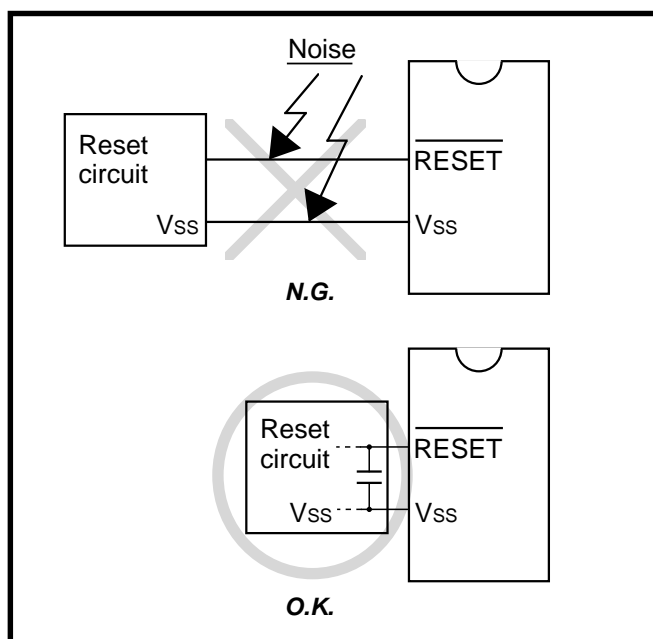 Noise
Reset
circuit
RESET
Vss
Vss
N.G.
Reset
circuit
RESET
Vss
Vss
O.K.